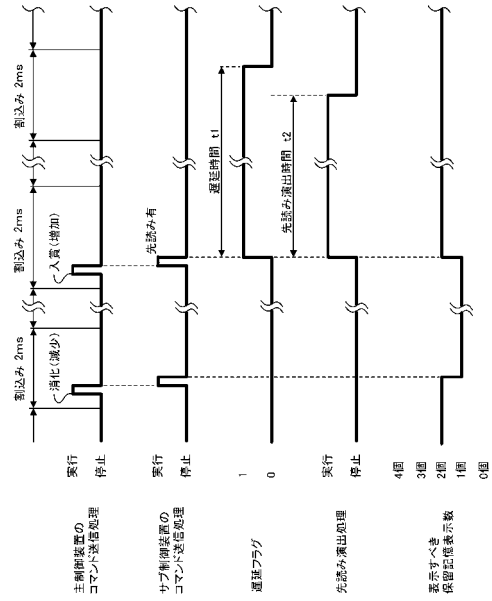 割込み 2ms
割込み 2ms
割込み 2ms
消化(減少)
入賞(増加)
主制御装置の
コマンド送信処理
実行
停止
先読み有
サブ制御装置の
コマンド送信処理
実行
停止
遅延時間 t1
遅延フラグ
1
0
先読み演出時間 t2
先読み演出処理
実行
停止
表示すべき
保留記憶表示数
4個
3個
2個
1個
0個